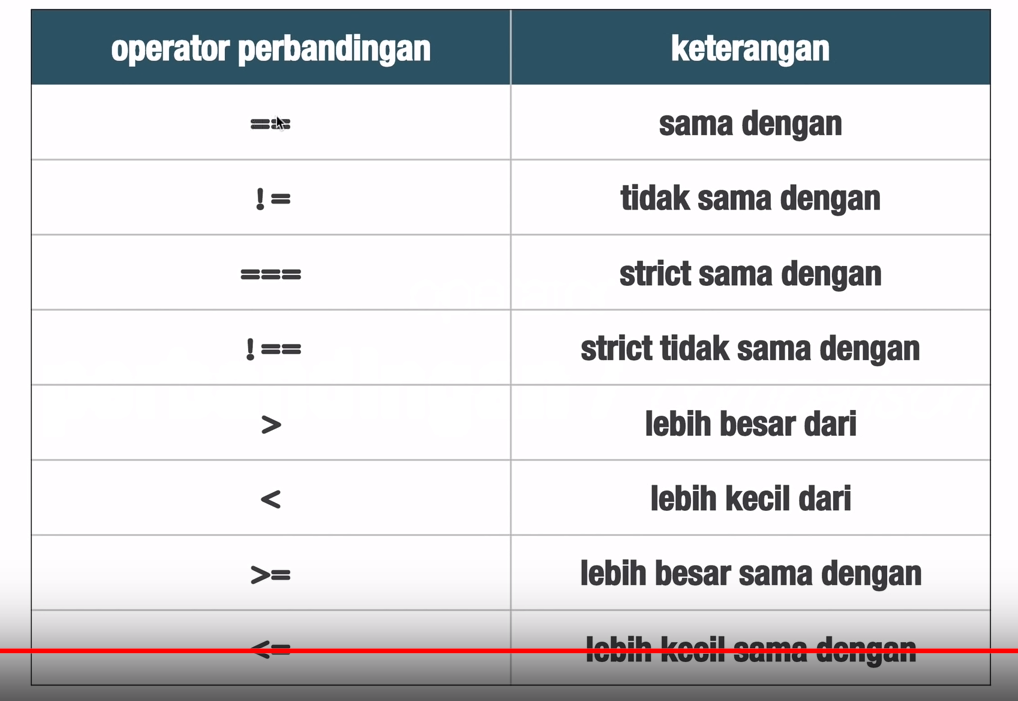 operator perbandingan keterangan
== sama dengan
!= tidak sama dengan
=== strict sama dengan
!== strict tidak sama dengan
> lebih besar dari
< lebih kecil dari
>= lebih besar sama dengan
<= lebih kecil sama dengan